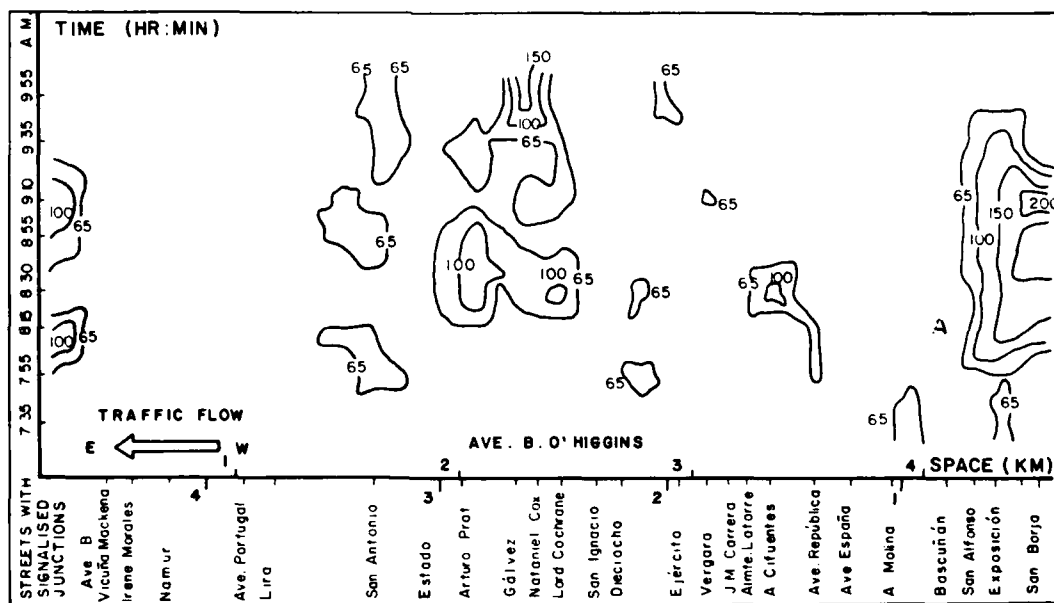 TIME (HR:MIN)
A M.
9 55
9 35
9 10
8 55
8 30
8 15
7 55
7 35
65 65 150 65
100
65
65 100 65 65 150 200
100
65
100 100 65 65 65 100
100 65
65 65
65 65
TRAFFIC FLOW
E W
AVE. B. O' HIGGINS
1 2 3 4 SPACE (KM)
4 3 2 1
STREETS WITH
SIGNALISED
JUNCTIONS
Ave B
Vicuña Mackena
Irene Morales
Namur
Ave. Portugal
Lira
San Antonio
Estado
Arturo Prat
Gálvez
Nataniel Cox
Lord Cochrane
San Ignacio
Dieciocho
Ejército
Vergara
J.M Carrera
Almte. Latorre
A Cifuentes
Ave. República
Ave España
A Molina
Bascuñán
San Alfonso
Exposición
San Borja